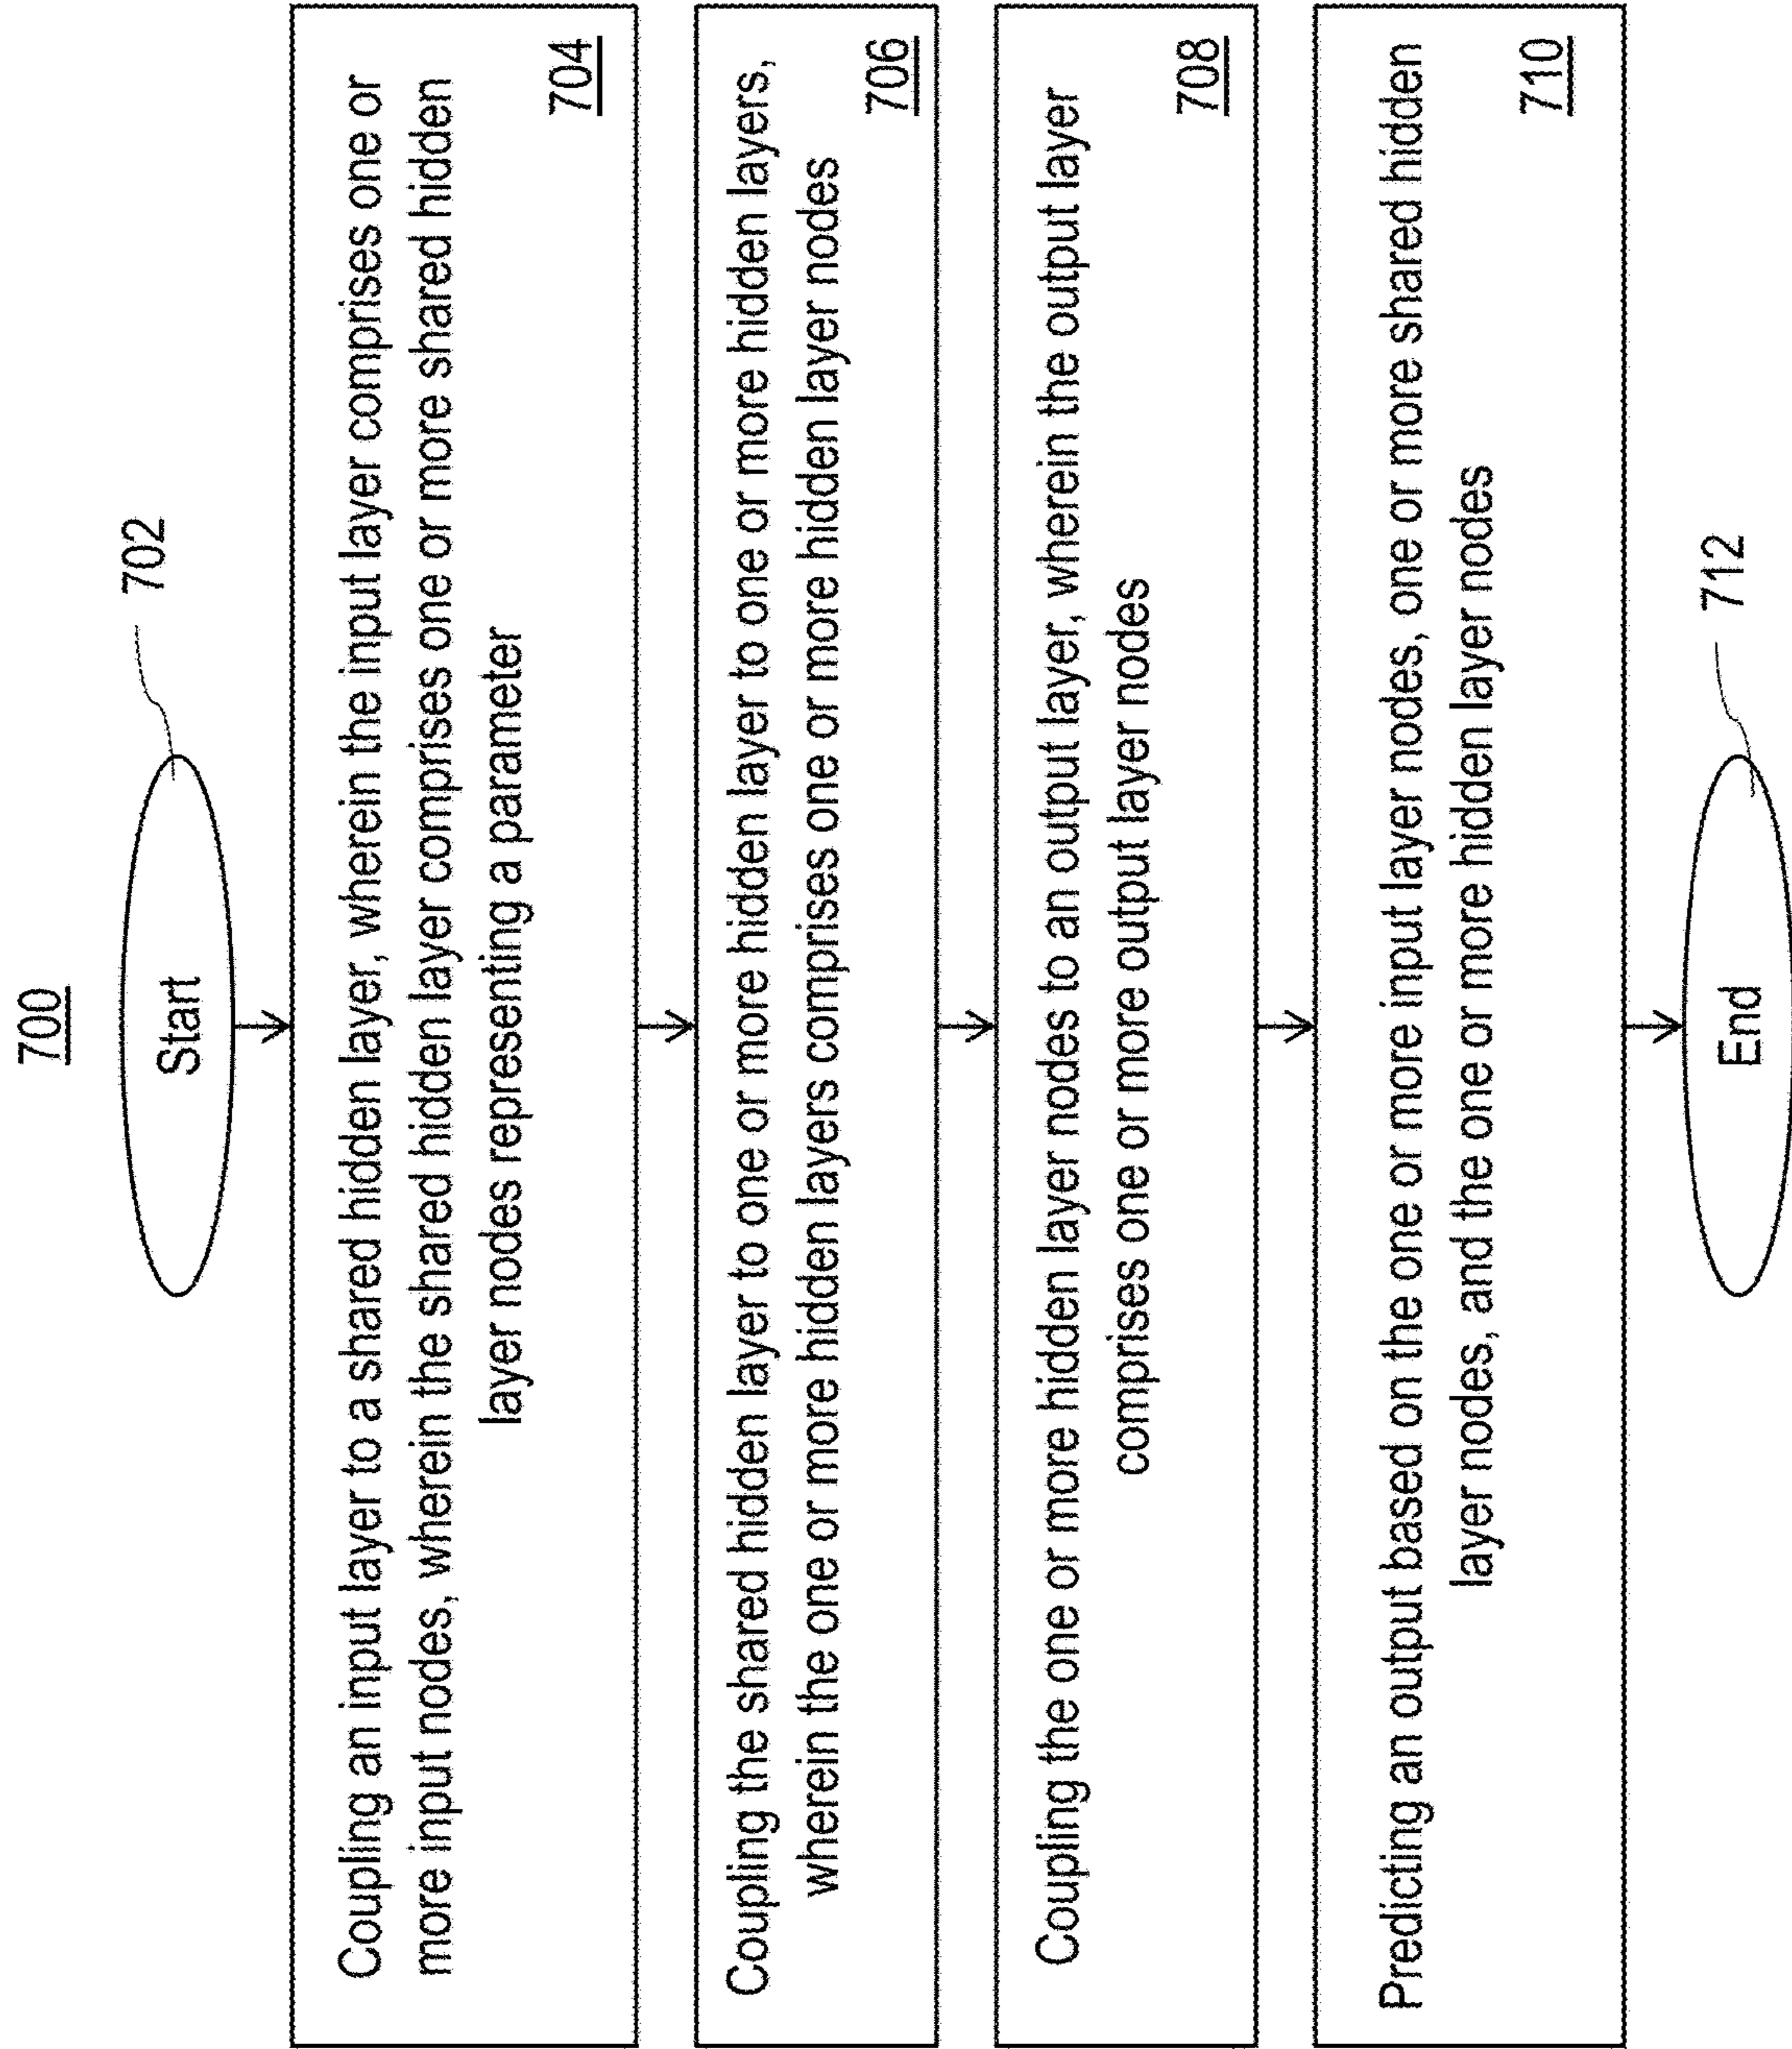 700
702
Start
Coupling an input layer to a shared hidden layer, wherein the input layer comprises one or
more input nodes, wherein the shared hidden layer comprises one or more shared hidden
layer nodes representing a parameter
704
Coupling the shared hidden layer to one or more hidden layer to one or more hidden layers,
wherein the one or more hidden layers comprises one or more hidden layer nodes
706
Coupling the one or more hidden layer nodes to an output layer, wherein the output layer
comprises one or more output layer nodes
708
Predicting an output based on the one or more input layer nodes, one or more shared hidden
layer nodes, and the one or more hidden layer nodes
710
712
End